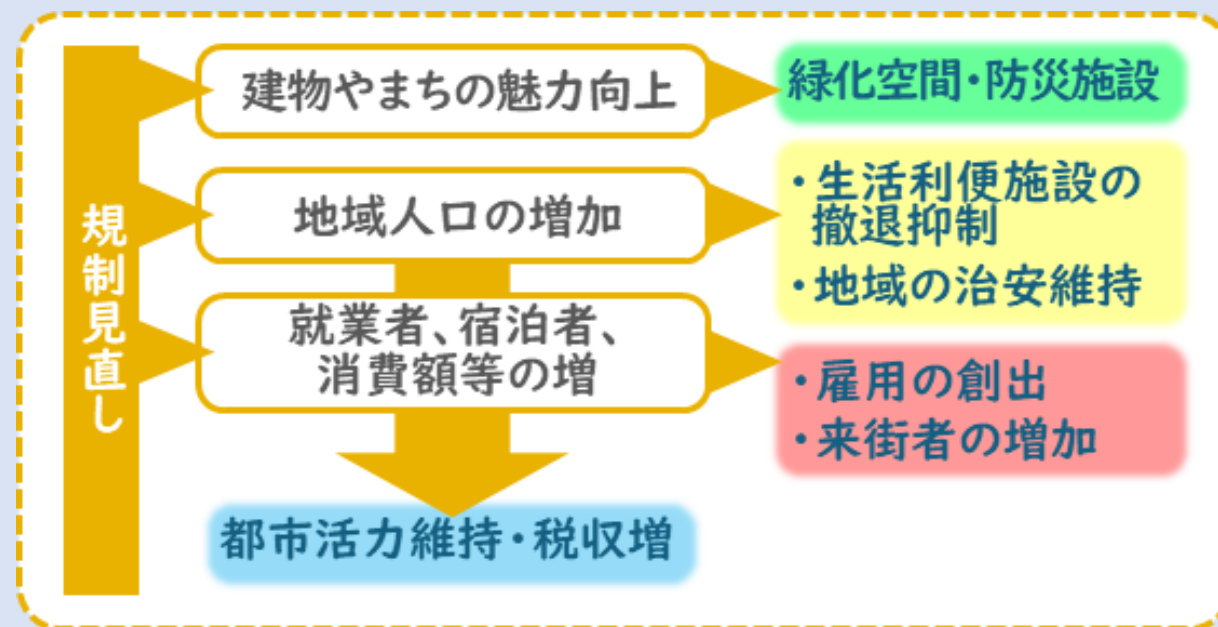 規制見直し
建物やまちの魅力向上
緑化空間・防災施設
地域人口の増加
・生活利便施設の
撤退抑制
・地域の治安維持
就業者、宿泊者、
消費額等の増
・雇用の創出
・来街者の増加
都市活力維持・税収増